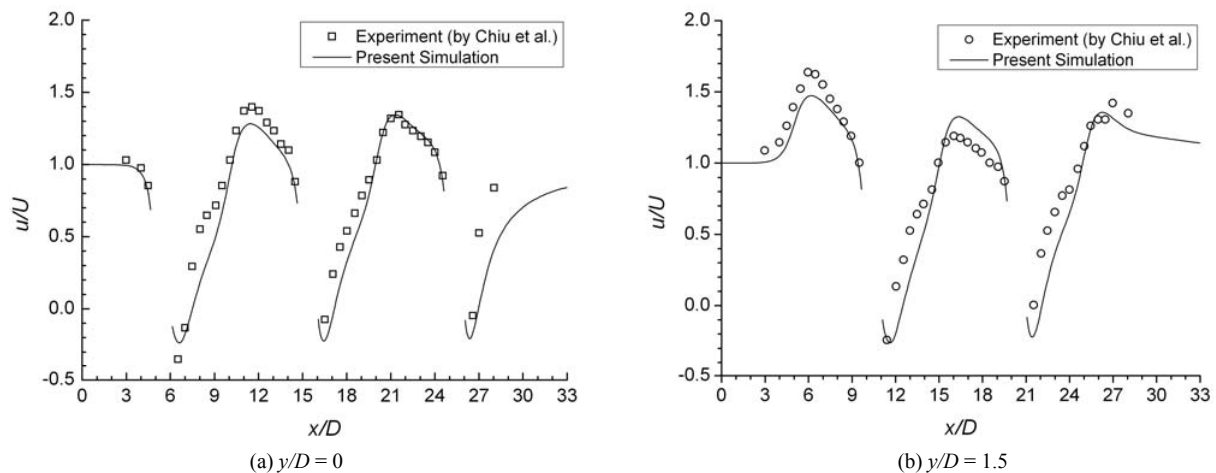 2.0
1.5
1.0
0.5
0.0
-0.5
u/U
0 3 6 9 12 15 18 21 24 27 30 33
x/D
Experiment (by Chiu et al.)
Present Simulation
(a) y/D = 0
2.0
1.5
1.0
0.5
0.0
-0.5
u/U
0 3 6 9 12 15 18 21 24 27 30 33
x/D
Experiment (by Chiu et al.)
Present Simulation
(b) y/D = 1.5